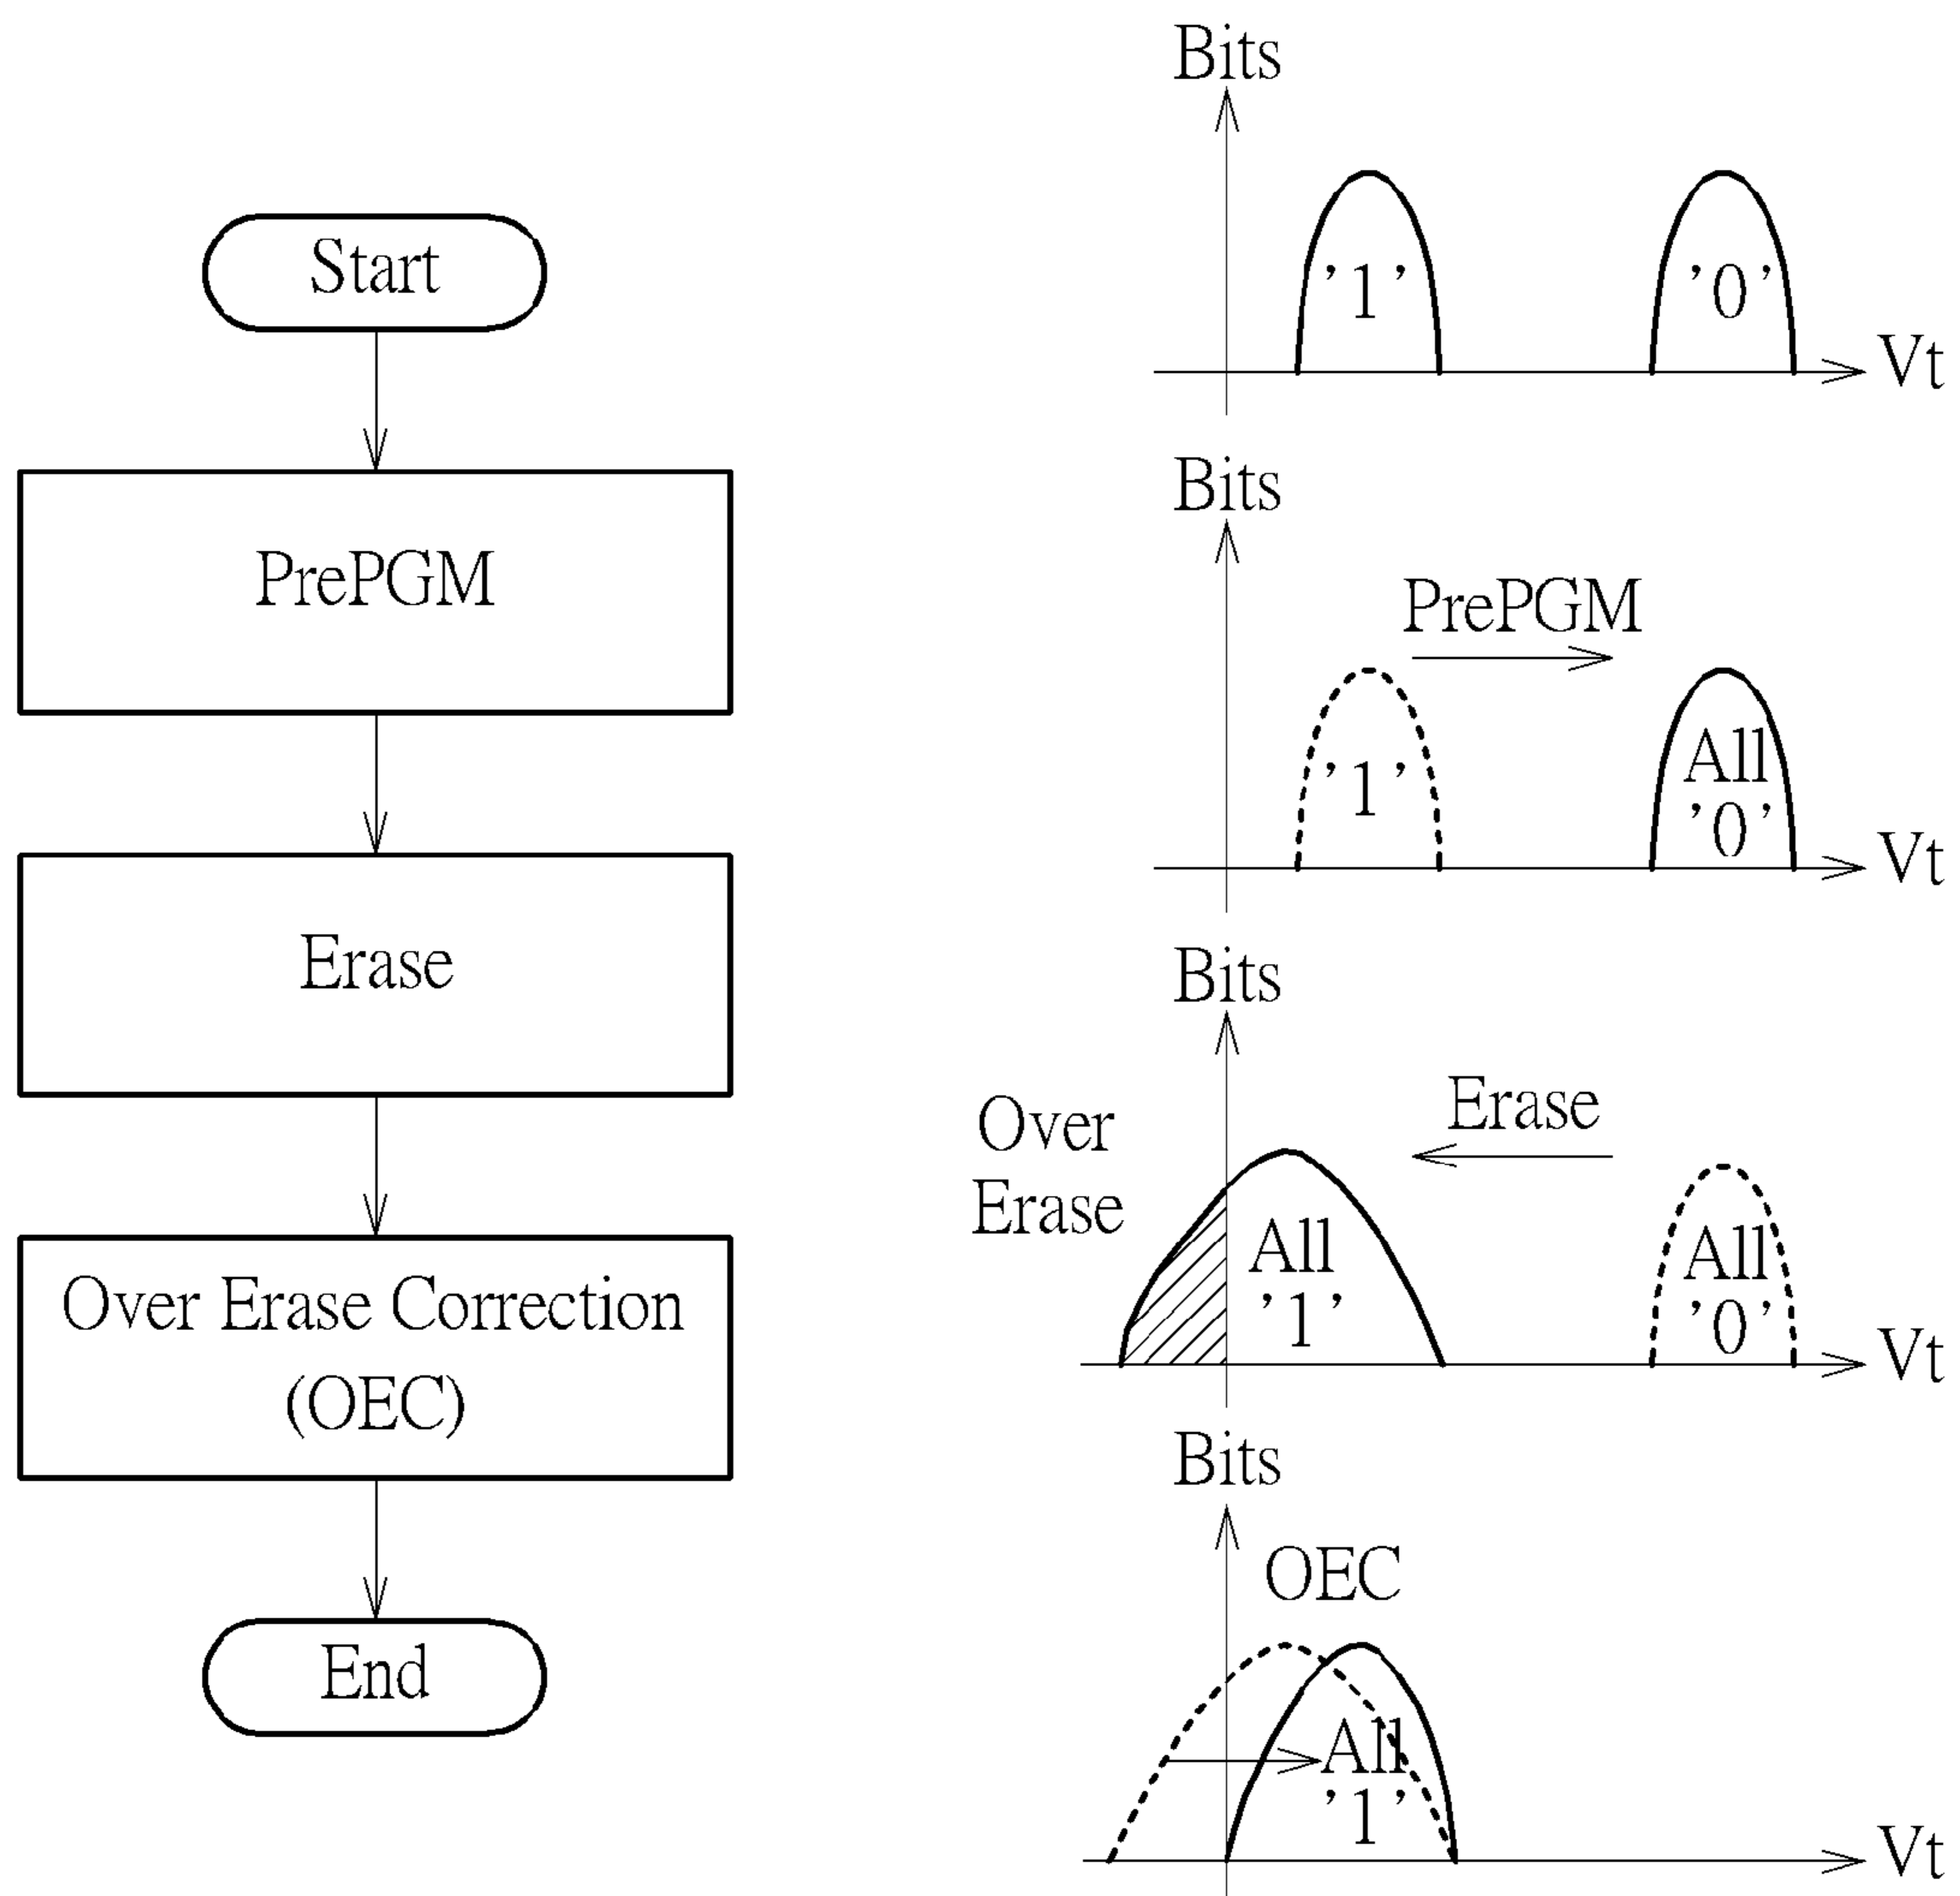 Start
PrePGM
Erase
Over Erase Correction
(OEC)
End
Bits
'1'
'0'
Vt
Bits
PrePGM
'1'
All
'0'
Vt
Bits
Over
Erase
Erase
All
'1'
All
'0'
Vt
Bits
OEC
All
'1'
Vt